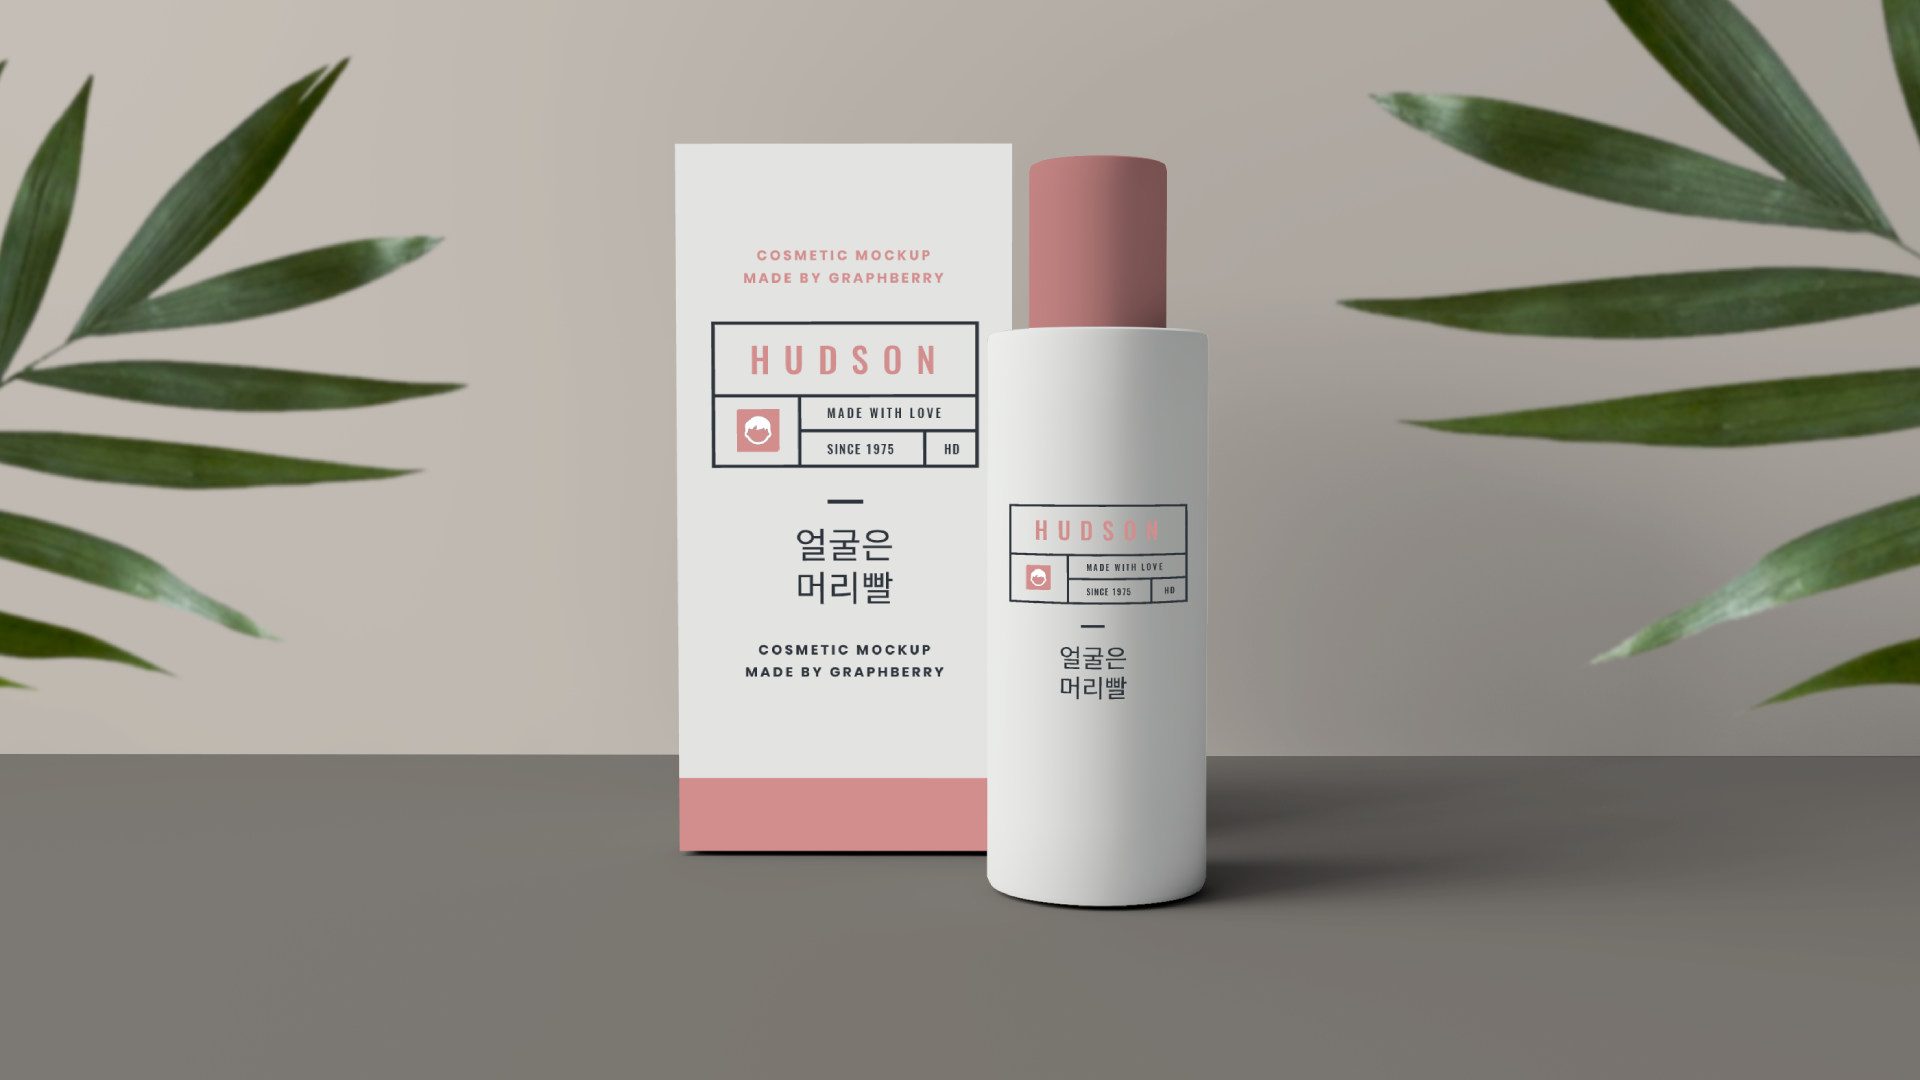 COSMETIC MOCKUP
MADE BY GRAPHBERRY
HUDSON
MADE WITH LOVE
SINCE 1975
HD
얼굴은
머리빨
COSMETIC MOCKUP
MADE BY GRAPHBERRY
HUDSON
MADE WITH LOVE
SINCE 1975
HD
얼굴은
머리빨